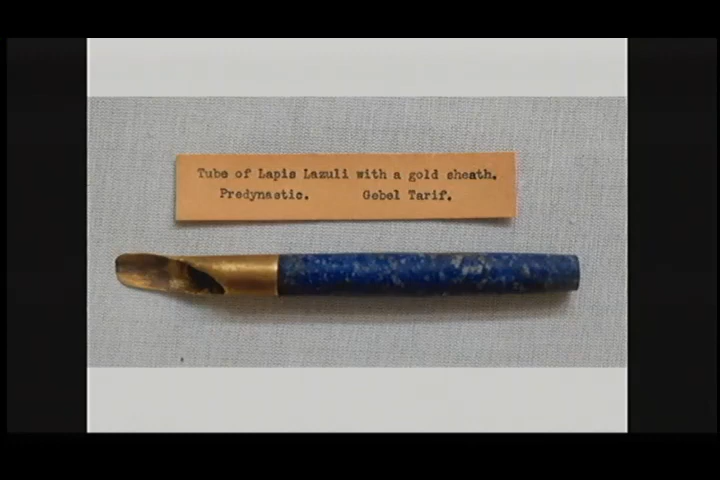 Tube of Lapis Lazuli with a gold sheath.
Predynastic. Gebel Tarif.